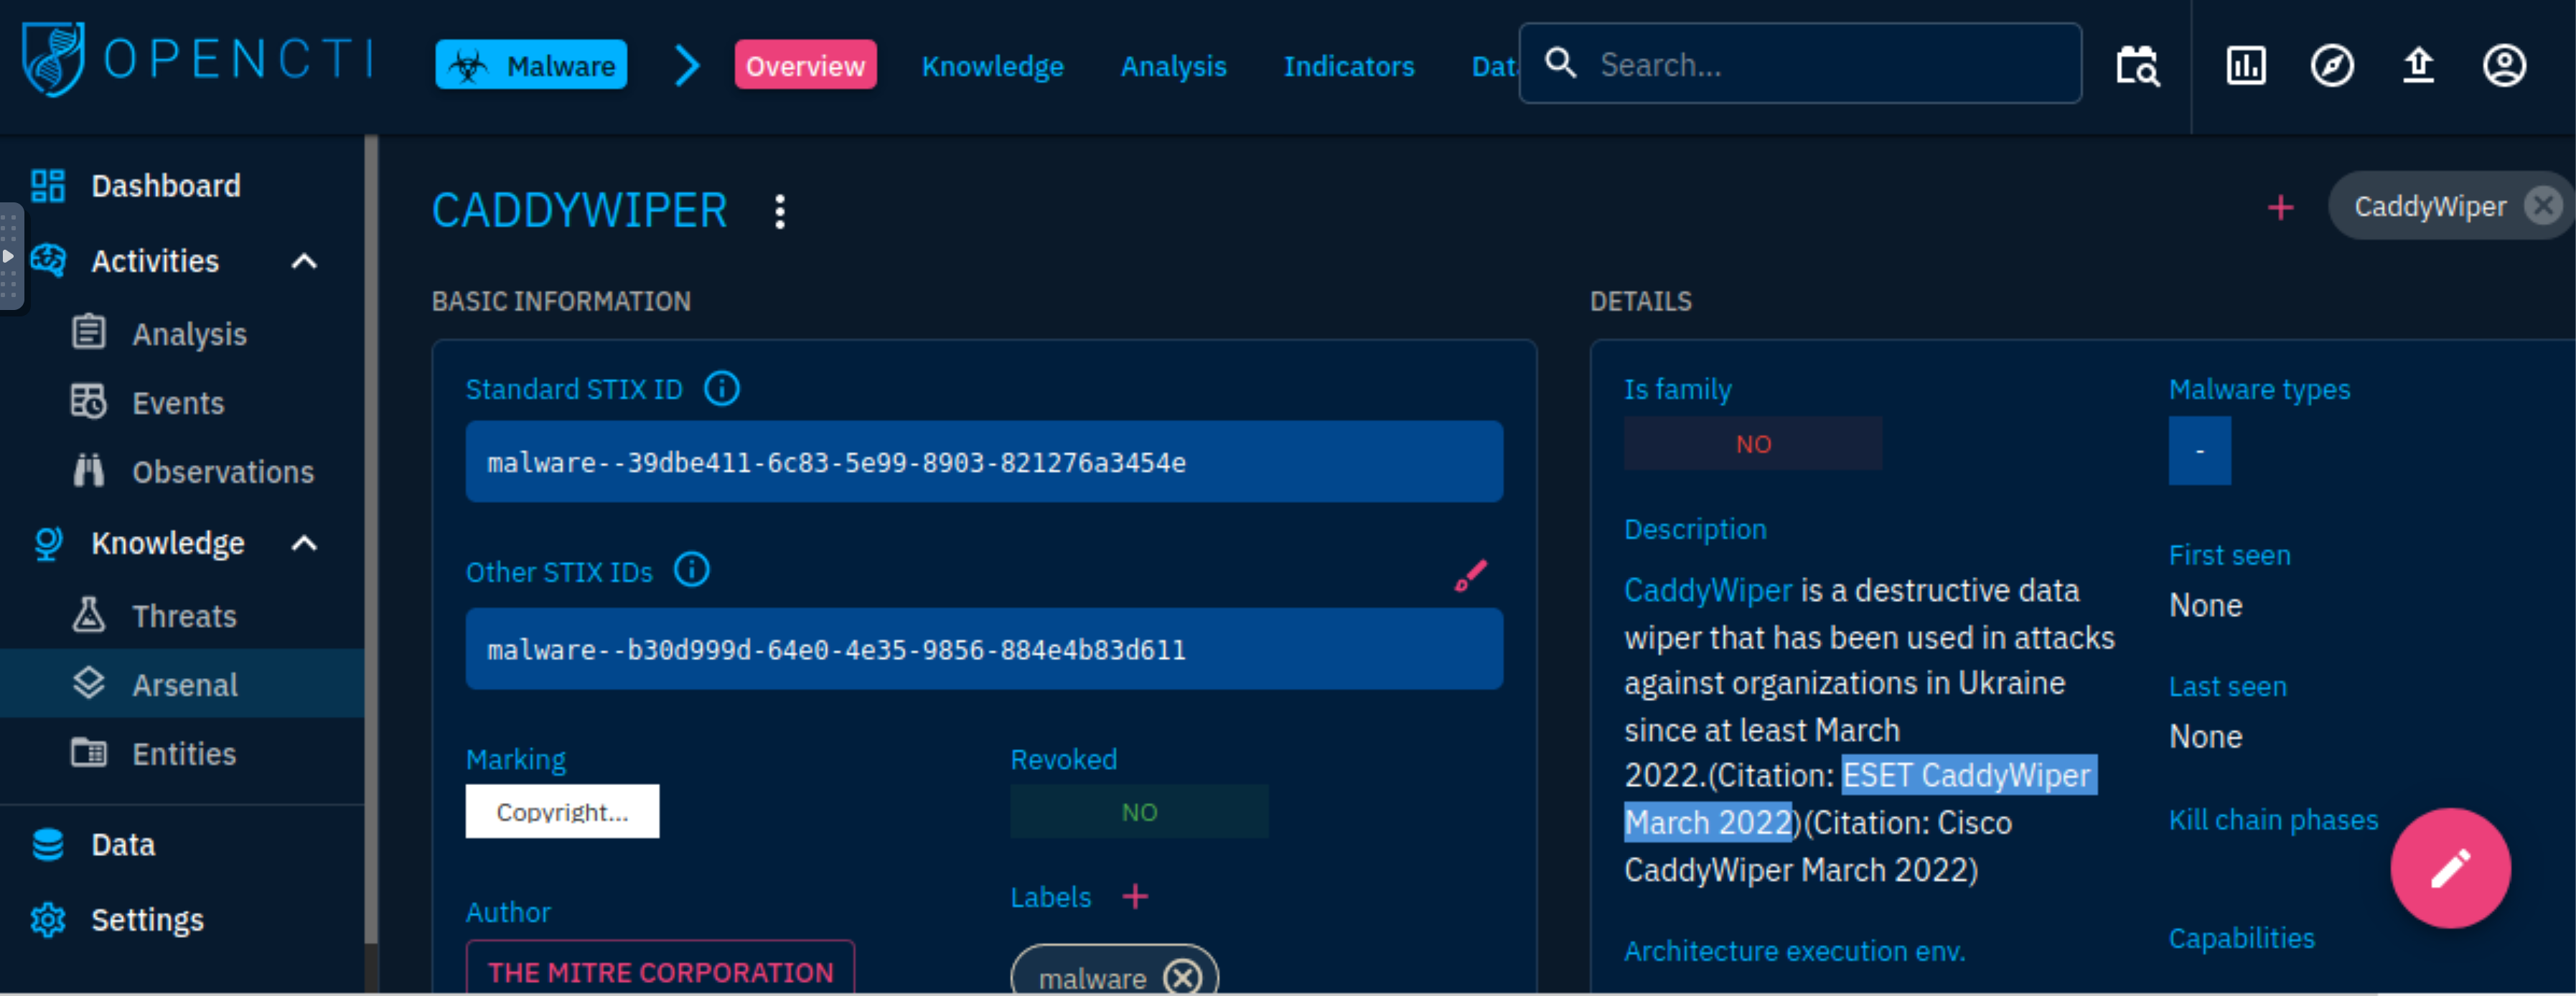 OPENCTI
Malware
Overview
Knowledge
Analysis
Indicators
Dat
Search...
Dashboard
Activities
Analysis
Events
Observations
Knowledge
Threats
Arsenal
Entities
Data
Settings
CADDYWIPER
CaddyWiper
BASIC INFORMATION
Standard STIX ID
malware--39dbe411-6c83-5e99-8903-821276a3454e
Other STIX IDs
malware--b30d999d-64e0-4e35-9856-884e4b83d611
Marking
Copyright...
Revoked
NO
Author
THE MITRE CORPORATION
Labels
malware
DETAILS
Is family
NO
Description
CaddyWiper is a destructive data
wiper that has been used in attacks
against organizations in Ukraine
since at least March
2022.(Citation: ESET CaddyWiper
March 2022)(Citation: Cisco
CaddyWiper March 2022)
Architecture execution env.
Malware types
-
First seen
None
Last seen
None
Kill chain phases
Capabilities